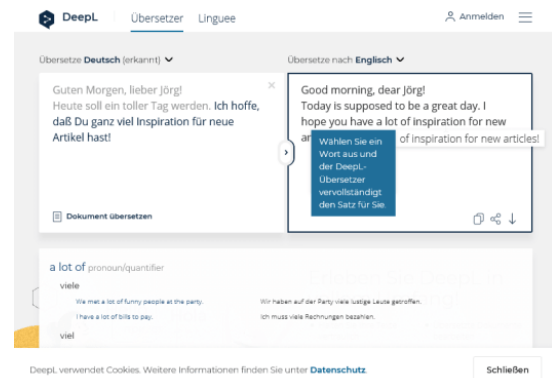 DeepL Übersetzer Linguee Anmelden
Übersetze Deutsch (erkannt)
Guten Morgen, lieber Jörg!
Heute soll ein toller Tag werden. Ich hoffe,
daß Du ganz viel Inspiration für neue
Artikel hast!
Dokument übersetzen
Übersetze nach Englisch
Good morning, dear Jörg!
Today is supposed to be a great day. I
hope you have a lot of inspiration for new
ar
of inspiration for new articles!
Wählen Sie ein
Wort aus und
der DeepL-
Übersetzer
vervollständigt
den Satz für Sie.
a lot of pronoun/quantifier
viele
We met a lot of funny people at the party. Wir haben auf der Party viele lustige Leute getroffen.
I have a lot of bills to pay. Ich muss viele Rechnungen bezahlen.
viel
DeepL verwendet Cookies. Weitere Informationen finden Sie unter Datenschutz. Schließen